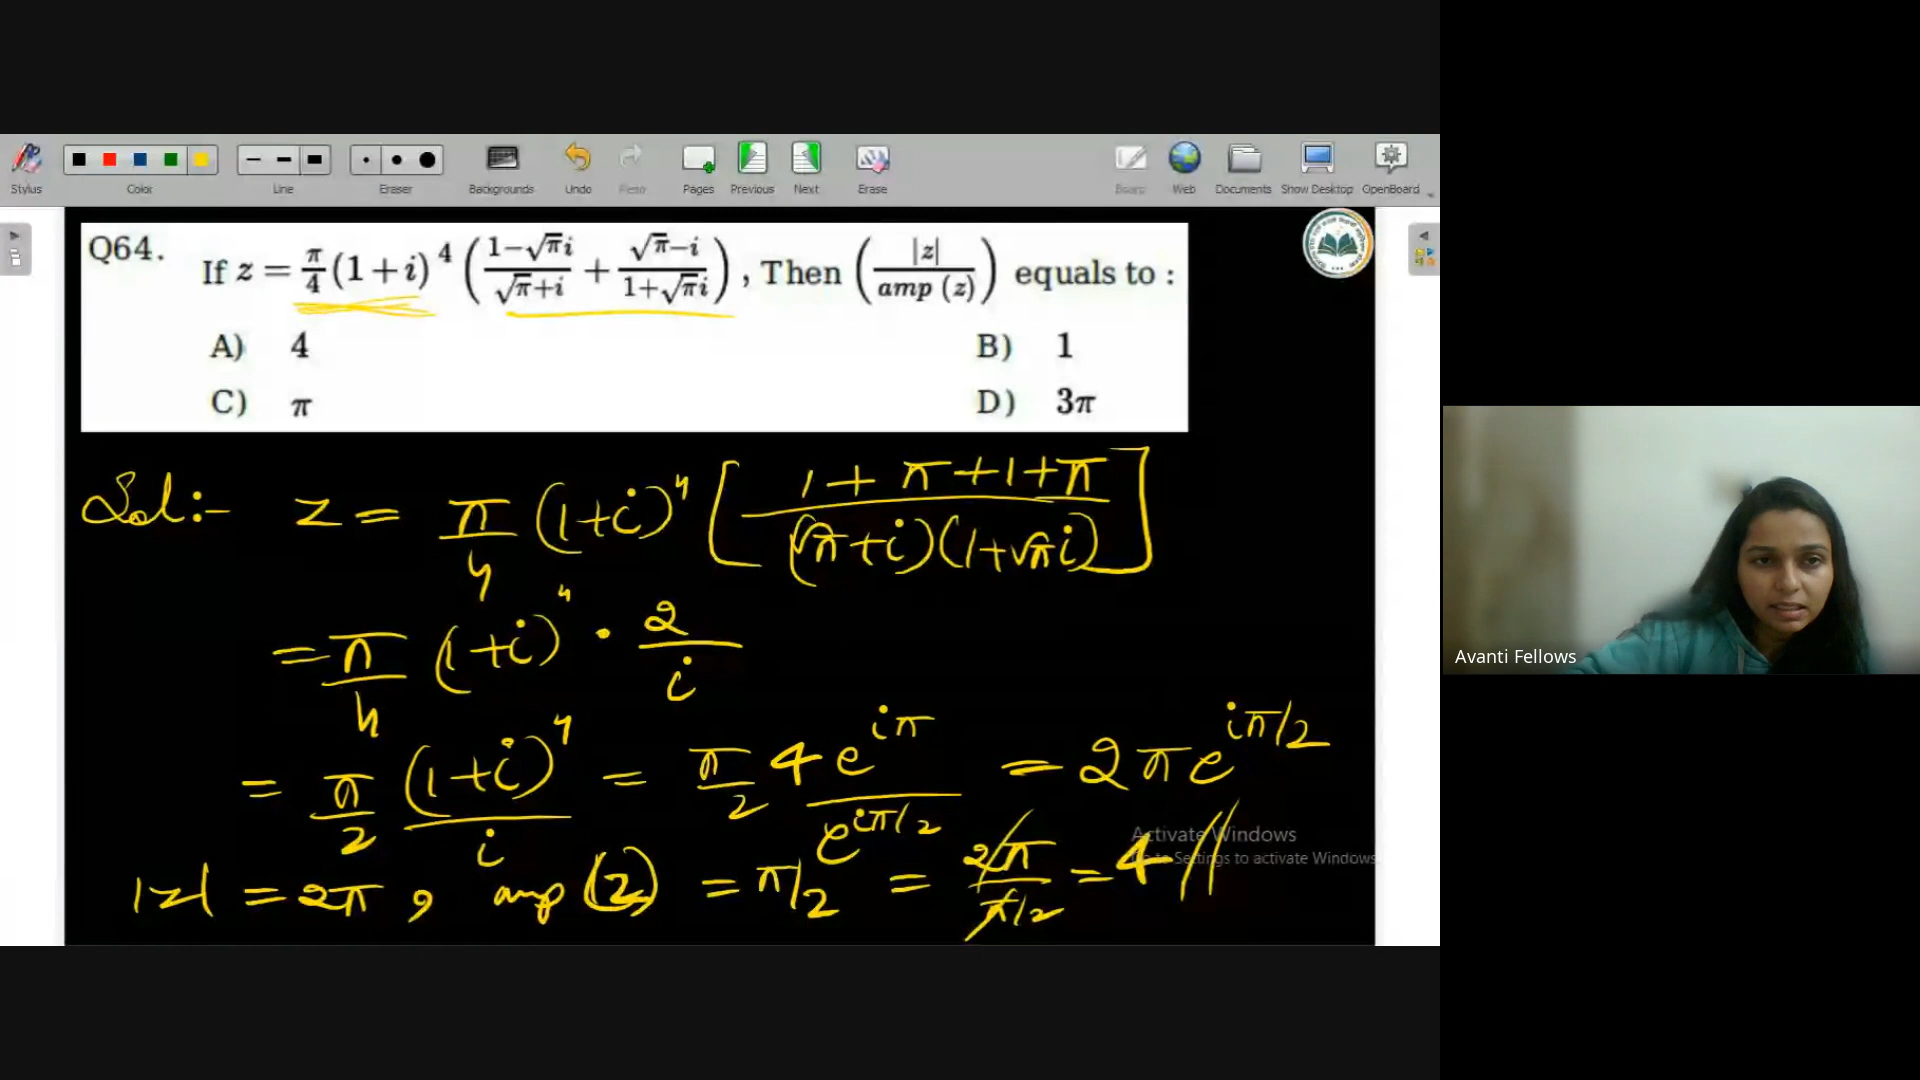 Stylus Color Line Eraser Backgrounds Undo Redo Pages Previous Next Erase Board Web Documents Show Desktop OpenBoard
Q64. If z = π/4 (1+i)^4 ( (1−√πi)/(√π+i) + (√π−i)/(1+√πi) ) , Then ( |z| / amp (z) ) equals to :
A) 4 B) 1
C) π D) 3π
Sol:- z = π/4 (1+i)^4 [ (1 + π + 1 + π) / ((√π+i)(1+√πi)) ]
= π/4 (1+i)^4 · 2/i
= π/2 (1+i)^4 / i = π/2 4e^{iπ} / e^{iπ/2} = 2πe^{iπ/2}
|z| = 2π , amp (z) = π/2 = 2π / π/2 = 4 //
Activate Windows
Go to Settings to activate Windows
Avanti Fellows